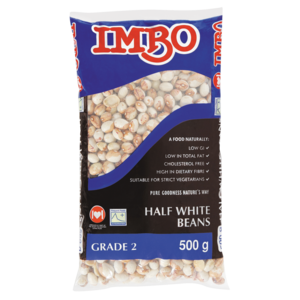 IMBO
A FOOD NATURALLY:
LOW GI ✓
LOW IN TOTAL FAT ✓
CHOLESTEROL FREE ✓
HIGH IN DIETARY FIBRE ✓
SUITABLE FOR STRICT VEGETARIANS ✓
PURE GOODNESS NATURE'S WAY
HALF WHITE
BEANS
GRADE 2
500 g